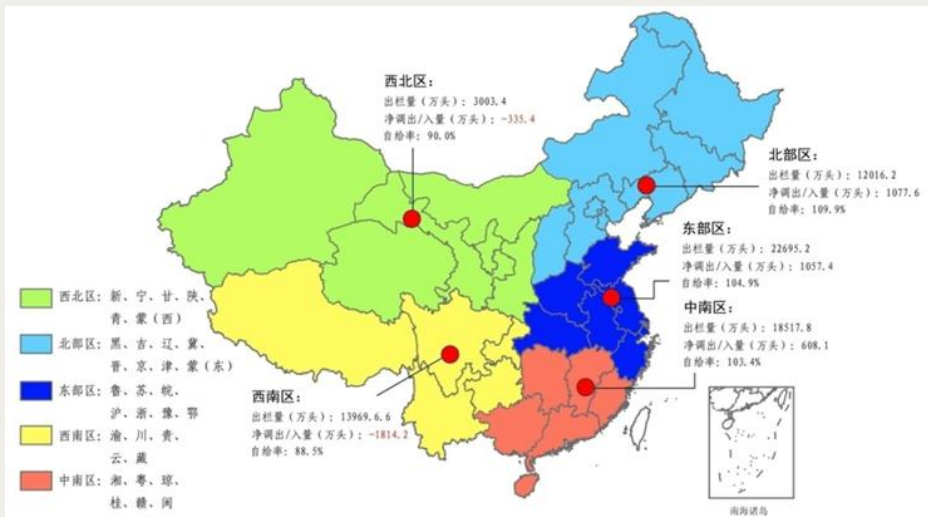 西北区：
出栏量（万头）：3003.4
净调出/入量（万头）：-335.4
自给率：90.0%
北部区：
出栏量（万头）：12016.2
净调出/入量（万头）：1077.6
自给率：109.9%
东部区：
出栏量（万头）：22695.2
净调出/入量（万头）：1057.4
自给率：104.9%
中南区：
出栏量（万头）：18517.8
净调出/入量（万头）：608.1
自给率：103.4%
西南区：
出栏量（万头）：13969.6.6
净调出/入量（万头）：-1814.2
自给率：88.5%
西北区：新、宁、甘、陕、
青、蒙（西）
北部区：黑、吉、辽、冀、
晋、京、津、蒙（东）
东部区：鲁、苏、皖、
沪、浙、豫、鄂
西南区：渝、川、贵、
云、藏
中南区：湘、粤、琼、
桂、赣、闽
南海诸岛